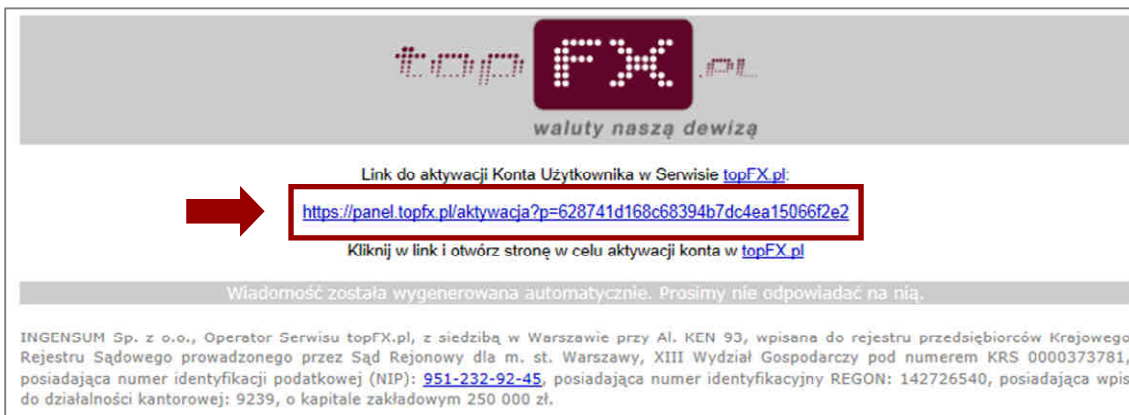 topFX.pl
waluty naszą dewizą
Link do aktywacji Konta Użytkownika w Serwisie topFX.pl:
https://panel.topfx.pl/aktywacja?p=628741d168c68394b7dc4ea15066f2e2
Kliknij w link i otwórz stronę w celu aktywacji konta w topFX.pl
Wiadomość została wygenerowana automatycznie. Prosimy nie odpowiadać na nią.
INGENSUM Sp. z o.o., Operator Serwisu topFX.pl, z siedzibą w Warszawie przy Al. KEN 93, wpisana do rejestru przedsiębiorców Krajowego
Rejestru Sądowego prowadzonego przez Sąd Rejonowy dla m. st. Warszawy, XIII Wydział Gospodarczy pod numerem KRS 0000373781,
posiadająca numer identyfikacji podatkowej (NIP): 951-232-92-45, posiadająca numer identyfikacyjny REGON: 142726540, posiadająca wpis
do działalności kantorowej: 9239, o kapitale zakładowym 250 000 zł.